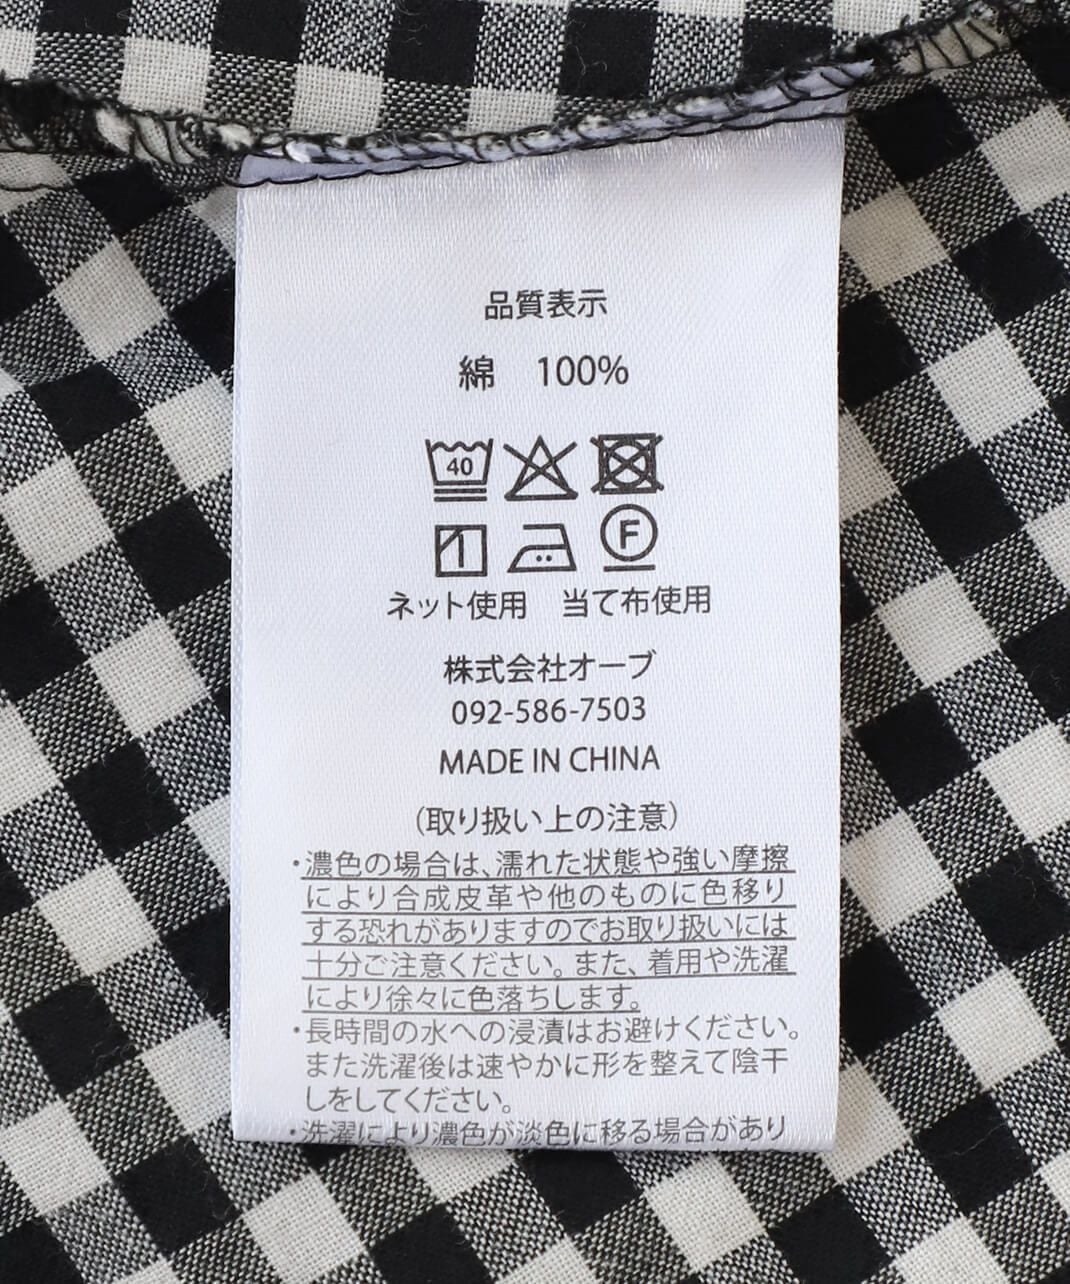 品質表示
綿 100%
40
F
ネット使用 当て布使用
株式会社オーブ
092-586-7503
MADE IN CHINA
(取り扱い上の注意)
・濃色の場合は、濡れた状態や強い摩擦
により合成皮革や他のものに色移り
する恐れがありますのでお取り扱いには
十分ご注意ください。また、着用や洗濯
により徐々に色落ちします。
・長時間の水への浸漬はお避けください。
また洗濯後は速やかに形を整えて陰干
しをしてください。
・洗濯により濃色が淡色に移る場合があり